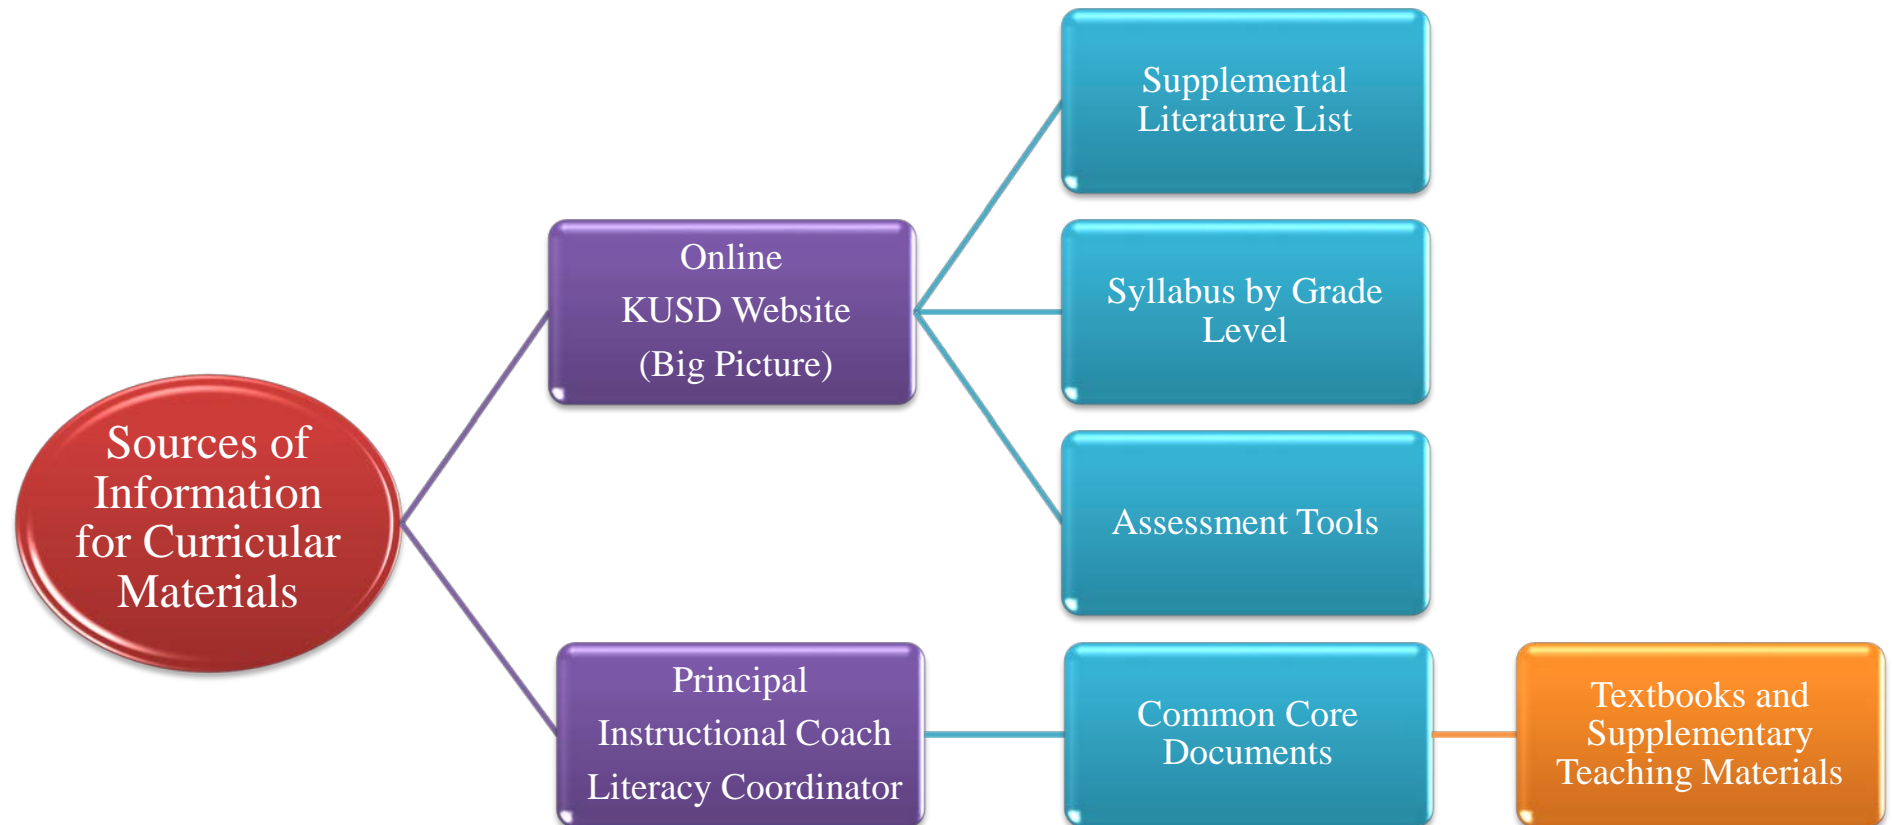 Sources of
Information
for Curricular
Materials
Online
KUSD Website
(Big Picture)
Supplemental
Literature List
Syllabus by Grade
Level
Assessment Tools
Principal
Instructional Coach
Literacy Coordinator
Common Core
Documents
Textbooks and
Supplementary
Teaching Materials